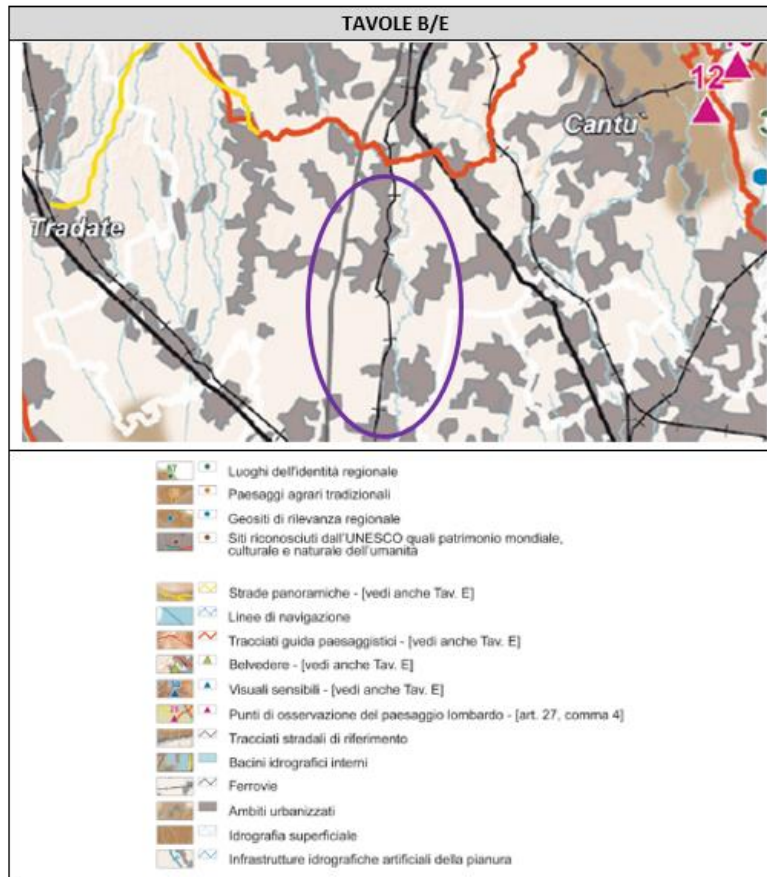 TAVOLE B/E
12
Cantù
Tradate
67
Luoghi dell'identità regionale
Paesaggi agrari tradizionali
Geositi di rilevanza regionale
Siti riconosciuti dall'UNESCO quali patrimonio mondiale,
culturale e naturale dell'umanità
Strade panoramiche - [vedi anche Tav. E]
Linee di navigazione
Tracciati guida paesaggistici - [vedi anche Tav. E]
Belvedere - [vedi anche Tav. E]
Visuali sensibili - [vedi anche Tav. E]
Punti di osservazione del paesaggio lombardo - [art. 27, comma 4]
Tracciati stradali di riferimento
Bacini idrografici interni
Ferrovie
Ambiti urbanizzati
Idrografia superficiale
Infrastrutture idrografiche artificiali della pianura